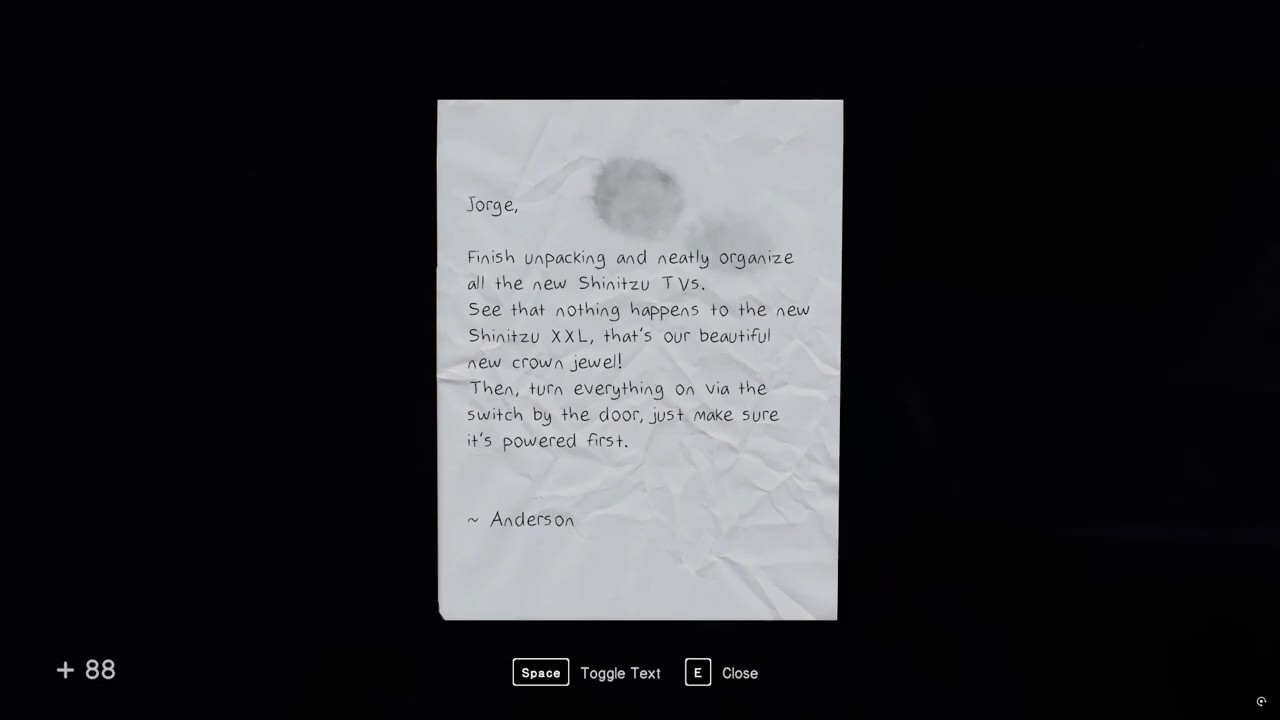 Jorge,
Finish unpacking and neatly organize
all the new Shinitzu TVs.
See that nothing happens to the new
Shinitzu XXL, that's our beautiful
new crown jewel!
Then, turn everything on via the
switch by the door, just make sure
it's powered first.
~ Anderson
+ 88
Space Toggle Text E Close